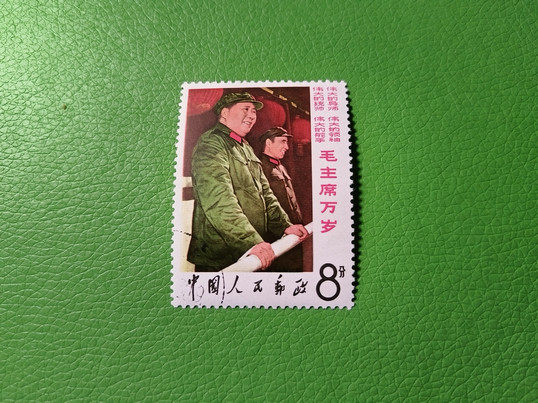 伟大的导师
伟大的领袖
伟大的统帅
伟大的舵手
毛主席万岁
中国人民邮政
8分